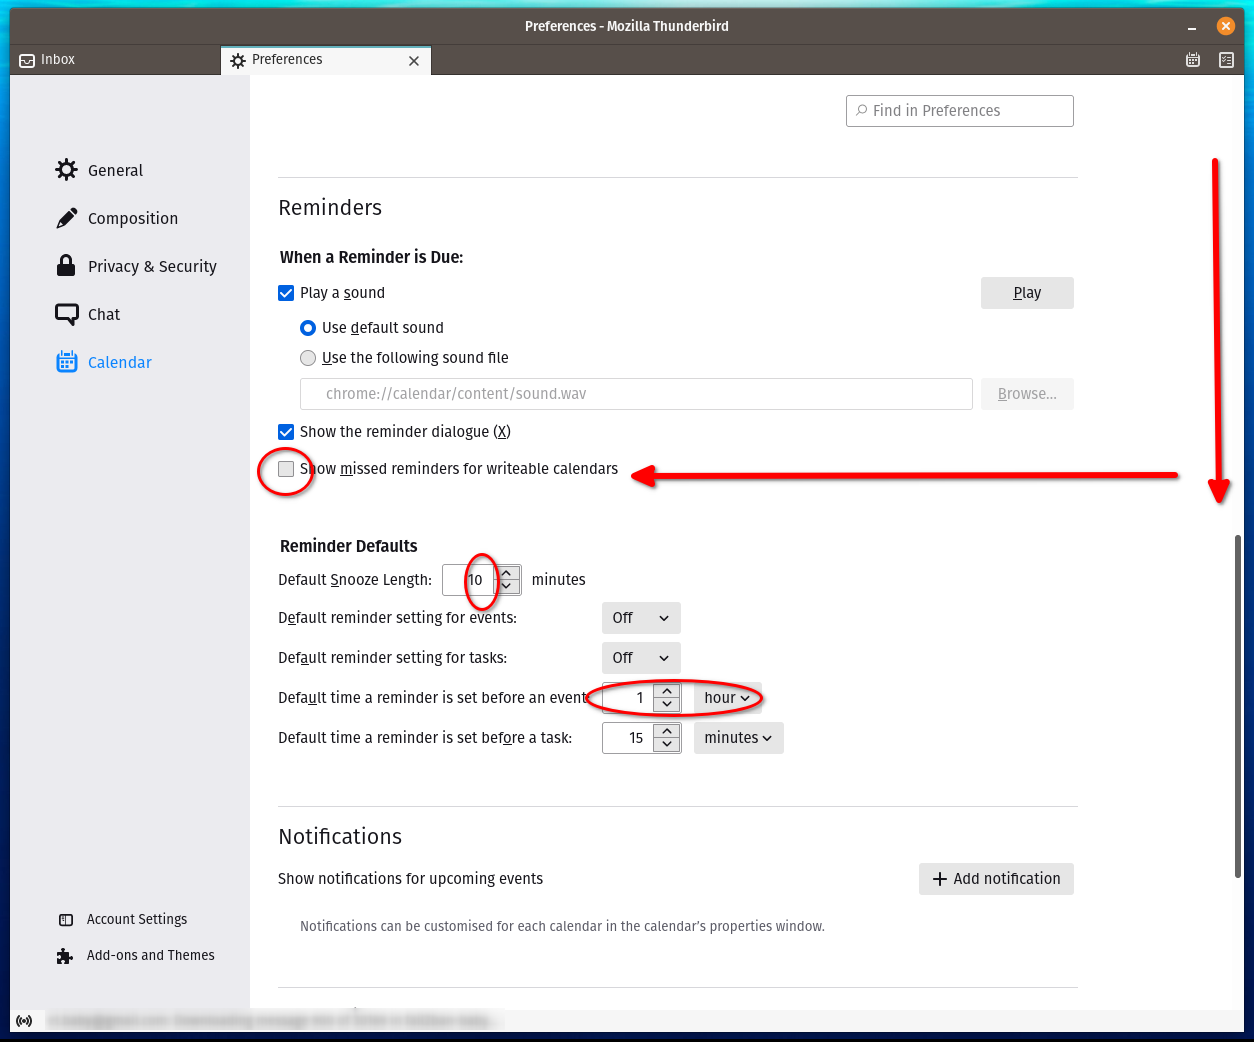 Preferences - Mozilla Thunderbird
Inbox
Preferences
Find in Preferences
General
Composition
Privacy & Security
Chat
Calendar
Account Settings
Add-ons and Themes
Reminders
When a Reminder is Due:
Play a sound
Play
Use default sound
Use the following sound file
chrome://calendar/content/sound.wav
Browse...
Show the reminder dialogue (X)
Show missed reminders for writeable calendars
Reminder Defaults
Default Snooze Length: 10 minutes
Default reminder setting for events: Off
Default reminder setting for tasks: Off
Default time a reminder is set before an event: 1 hour
Default time a reminder is set before a task: 15 minutes
Notifications
Show notifications for upcoming events
Add notification
Notifications can be customised for each calendar in the calendar's properties window.